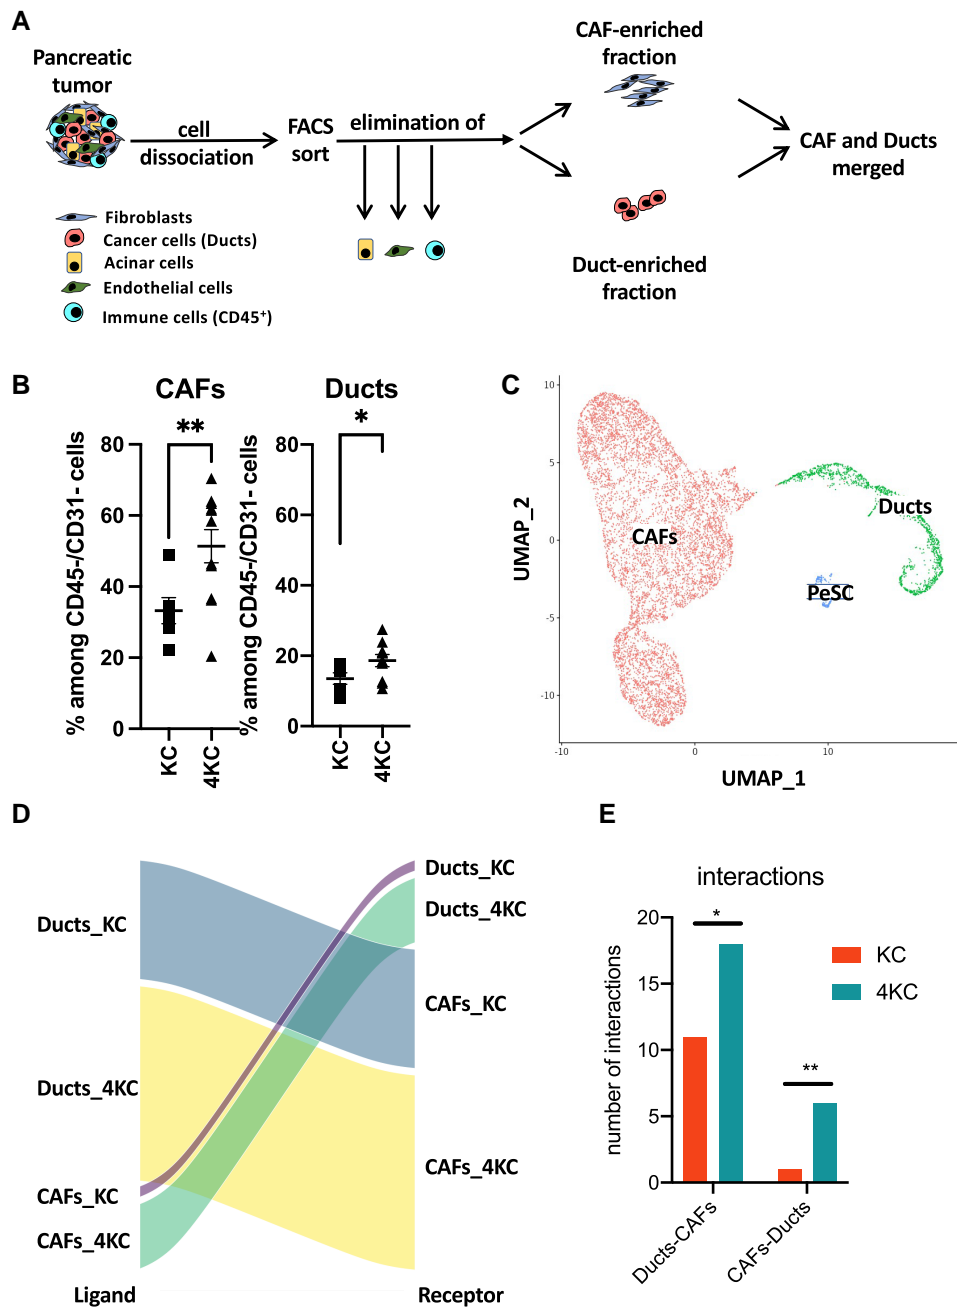 A
Pancreatic
tumor
cell
dissociation
FACS
sort
elimination of
CAF-enriched
fraction
Duct-enriched
fraction
CAF and Ducts
merged
Fibroblasts
Cancer cells (Ducts)
Acinar cells
Endothelial cells
Immune cells (CD45+)
B
CAFs
**
% among CD45-/CD31- cells
80
60
40
20
0
KC
4KC
Ducts
*
% among CD45-/CD31- cells
80
60
40
20
0
KC
4KC
C
UMAP_2
10
5
0
-5
-10
-10
0
10
UMAP_1
CAFs
Ducts
PeSC
D
Ducts_KC
Ducts_4KC
CAFs_KC
CAFs_4KC
Ligand
Ducts_KC
Ducts_4KC
CAFs_KC
CAFs_4KC
Receptor
E
interactions
number of interactions
20
15
10
5
0
*
**
KC
4KC
Ducts-CAFs
CAFs-Ducts